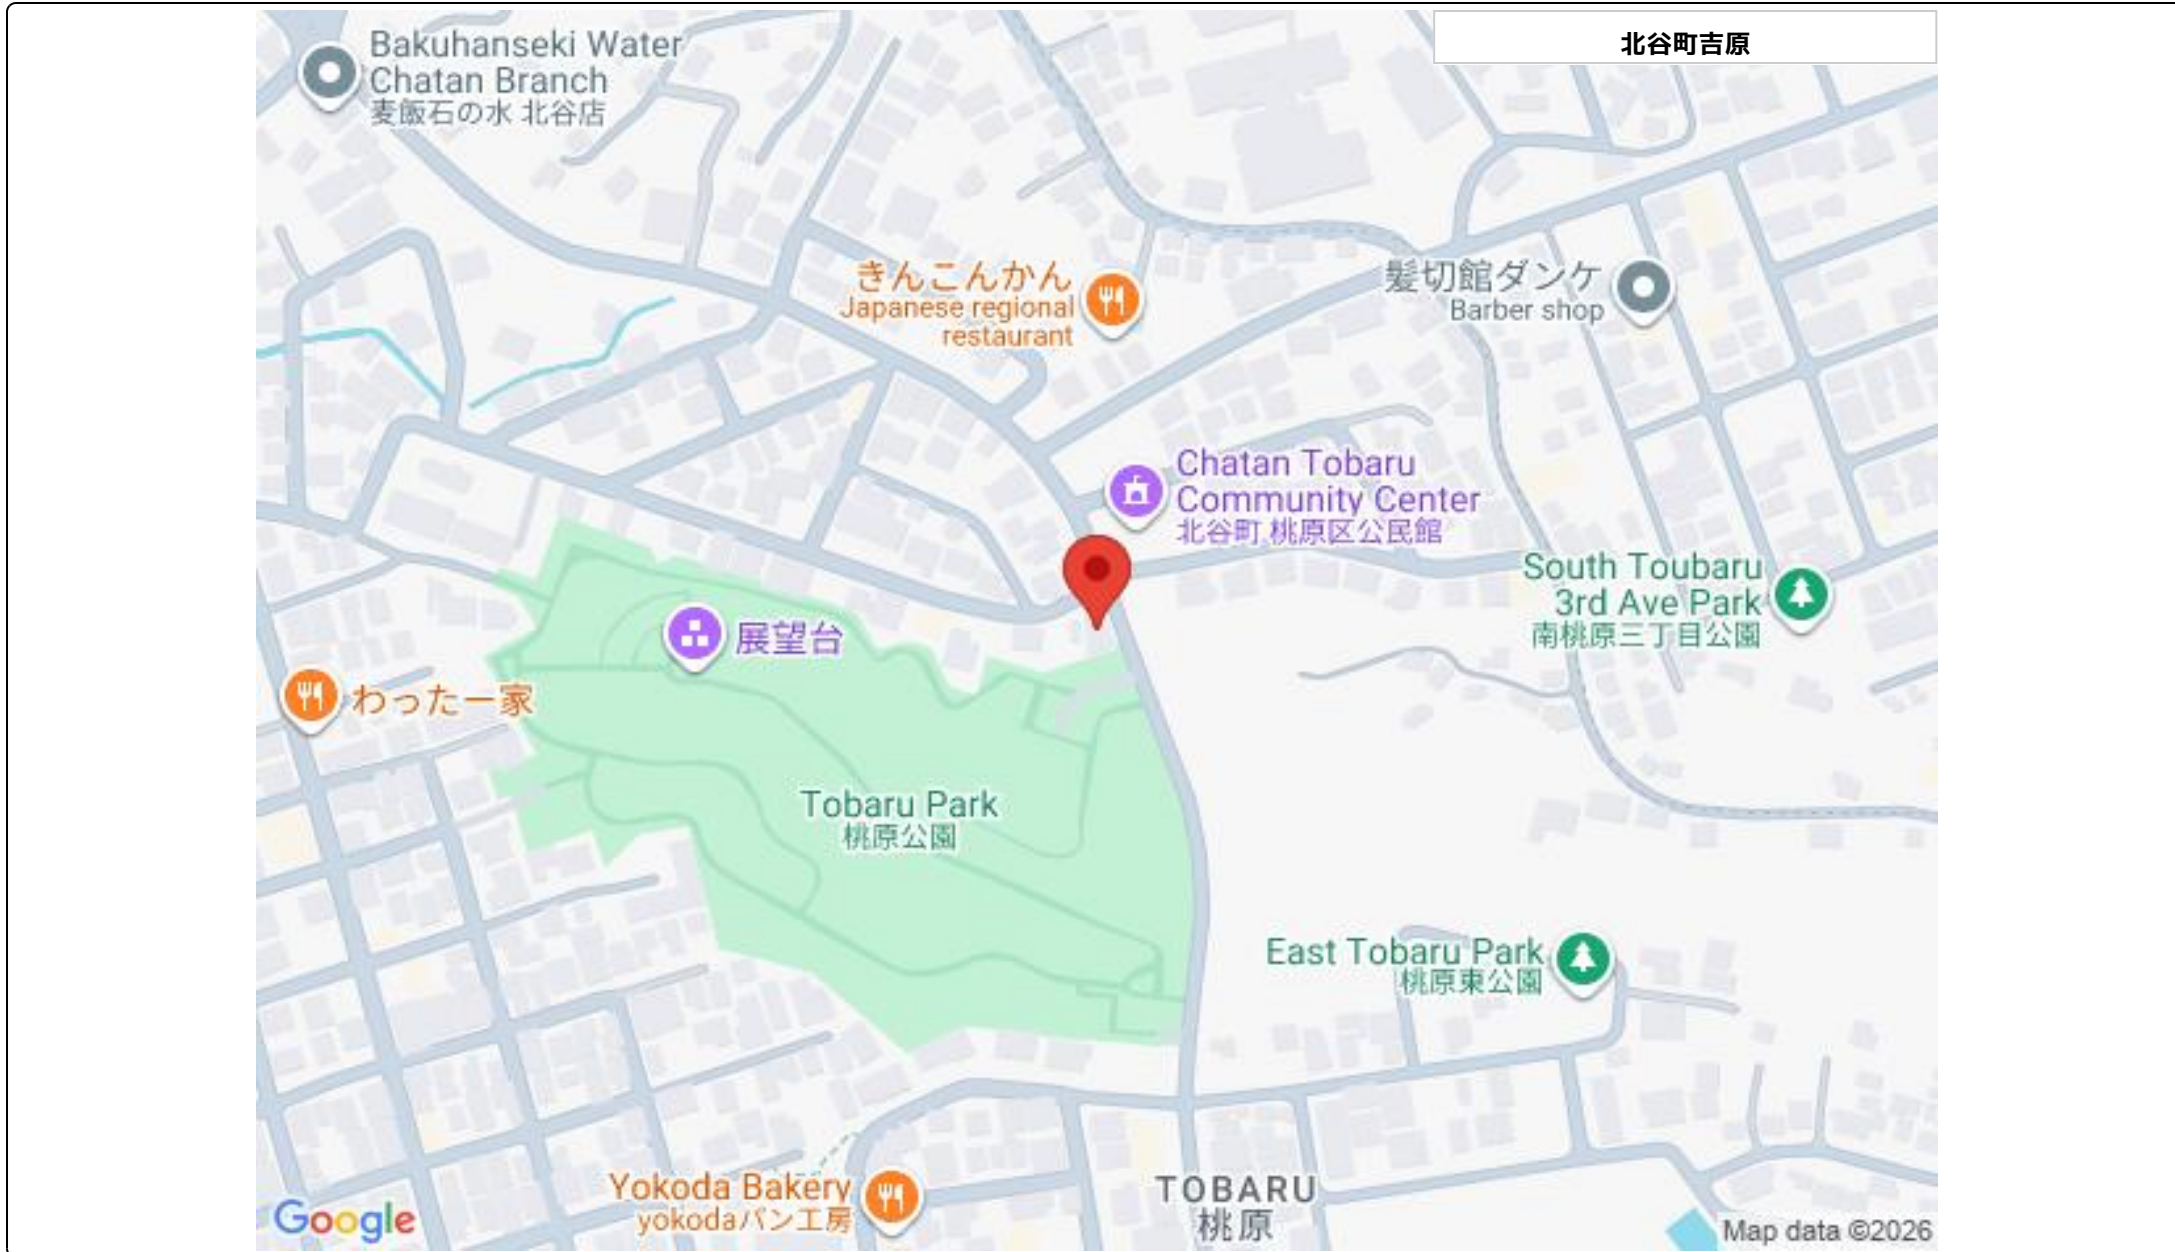 北谷町吉原
Bakuhanseki Water
Chatan Branch
麦飯石の水 北谷店
きんこんかん
Japanese regional
restaurant
髪切館ダンケ
Barber shop
Chatan Tobaru
Community Center
北谷町 桃原区公民館
South Toubaru
3rd Ave Park
南桃原三丁目公園
展望台
わったー家
Tobaru Park
桃原公園
East Tobaru Park
桃原東公園
Yokoda Bakery
yokodaパン工房
TOBARU
桃原
Google
Map data ©2026